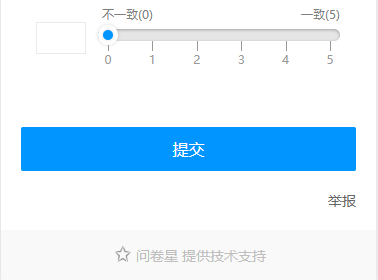 不一致(0) 一致(5)
0 1 2 3 4 5
提交
举报
问卷星 提供技术支持